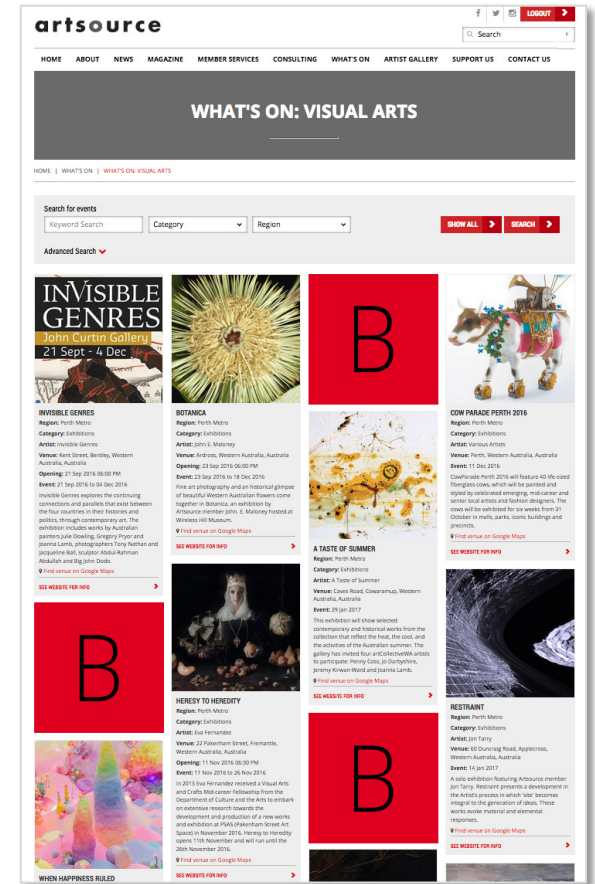 artsource
LOGOUT
Search
HOME ABOUT NEWS MAGAZINE MEMBER SERVICES CONSULTING WHAT'S ON ARTIST GALLERY SUPPORT US CONTACT US
WHAT'S ON: VISUAL ARTS
HOME | WHAT'S ON | WHAT'S ON: VISUAL ARTS
Search for events
Keyword Search
Category
Region
SHOW ALL
SEARCH
Advanced Search
INVISIBLE
GENRES
John Curtin Gallery
21 Sept - 4 Dec
INVISIBLE GENRES
Region: Perth Metro
Category: Exhibitions
Artist: Invisible Genres
Venue: Kent Street, Bentley, Western
Australia, Australia
Opening: 21 Sep 2016 06:00 PM
Event: 21 Sep 2016 to 04 Dec 2016
Invisible Genres explores the continuing
connections and parallels that exist between
the four countries in their histories and
politics, through contemporary art. The
exhibition includes works by Australian
painters Julie Dowling, Gregory Pryor and
Joanna Lamb, photographers Tony Nathan and
Jacqueline Ball, sculptor Abdul-Rahman
Abdullah and Big John Dodo.
Find venue on Google Maps
SEE WEBSITE FOR INFO
B
WHEN HAPPINESS RULED
BOTANICA
Region: Perth Metro
Category: Exhibitions
Artist: John E. Maloney
Venue: Ardross, Western Australia, Australia
Opening: 23 Sep 2016 06:00 PM
Event: 23 Sep 2016 to 18 Dec 2016
Fine art photography and an historical glimpse
of beautiful Western Australian flowers come
together in Botanica, an exhibition by
Artsource member John. E. Maloney hosted at
Wireless Hill Museum.
Find venue on Google Maps
SEE WEBSITE FOR INFO
HERESY TO HEREDITY
Region: Perth Metro
Category: Exhibitions
Artist: Eva Fernandez
Venue: 22 Pakenham Street, Fremantle,
Western Australia, Australia
Opening: 11 Nov 2016 06:30 PM
Event: 11 Nov 2016 to 26 Nov 2016
In 2015 Eva Fernandez received a Visual Arts
and Crafts Mid-career Fellowship from the
Department of Culture and the Arts to embark
on extensive research towards the
development and production of a new works
and exhibition at PSAS (Pakenham Street Art
Space) in November 2016. Heresy to Heredity
opens 11th November and will run until the
26th November 2016.
Find venue on Google Maps
SEE WEBSITE FOR INFO
B
A TASTE OF SUMMER
Region: Perth Metro
Category: Exhibitions
Artist: A Taste of Summer
Venue: Caves Road, Cowaramup, Western
Australia, Australia
Event: 29 Jan 2017
This exhibition will show selected
contemporary and historical works from the
collection that reflect the heat, the cool, and
the activities of the Australian summer. The
gallery has invited four artCollectiveWA artists
to participate: Penny Coss, Jo Darbyshire,
Jeremy Kirwan-Ward and Joanna Lamb.
Find venue on Google Maps
SEE WEBSITE FOR INFO
B
COW PARADE PERTH 2016
Region: Perth Metro
Category: Exhibitions
Artist: Various Artists
Venue: Perth, Western Australia, Australia
Event: 11 Dec 2016
CowParade Perth 2016 will feature 40 life-sized
fiberglass cows, which will be painted and
styled by celebrated emerging, mid-career and
senior local artists and fashion designers. The
cows will be exhibited for six weeks from 31
October in malls, parks, iconic buildings and
precincts.
Find venue on Google Maps
SEE WEBSITE FOR INFO
RESTRAINT
Region: Perth Metro
Category: Exhibitions
Artist: Jon Tarry
Venue: 60 Duncraig Road, Applecross,
Western Australia, Australia
Event: 14 Jan 2017
A solo exhibition featuring Artsource member
Jon Tarry. Restraint presents a development in
the Artist's process in which 'site' becomes
integral to the generation of ideas. These
works evoke material and elemental
responses.
Find venue on Google Maps
SEE WEBSITE FOR INFO